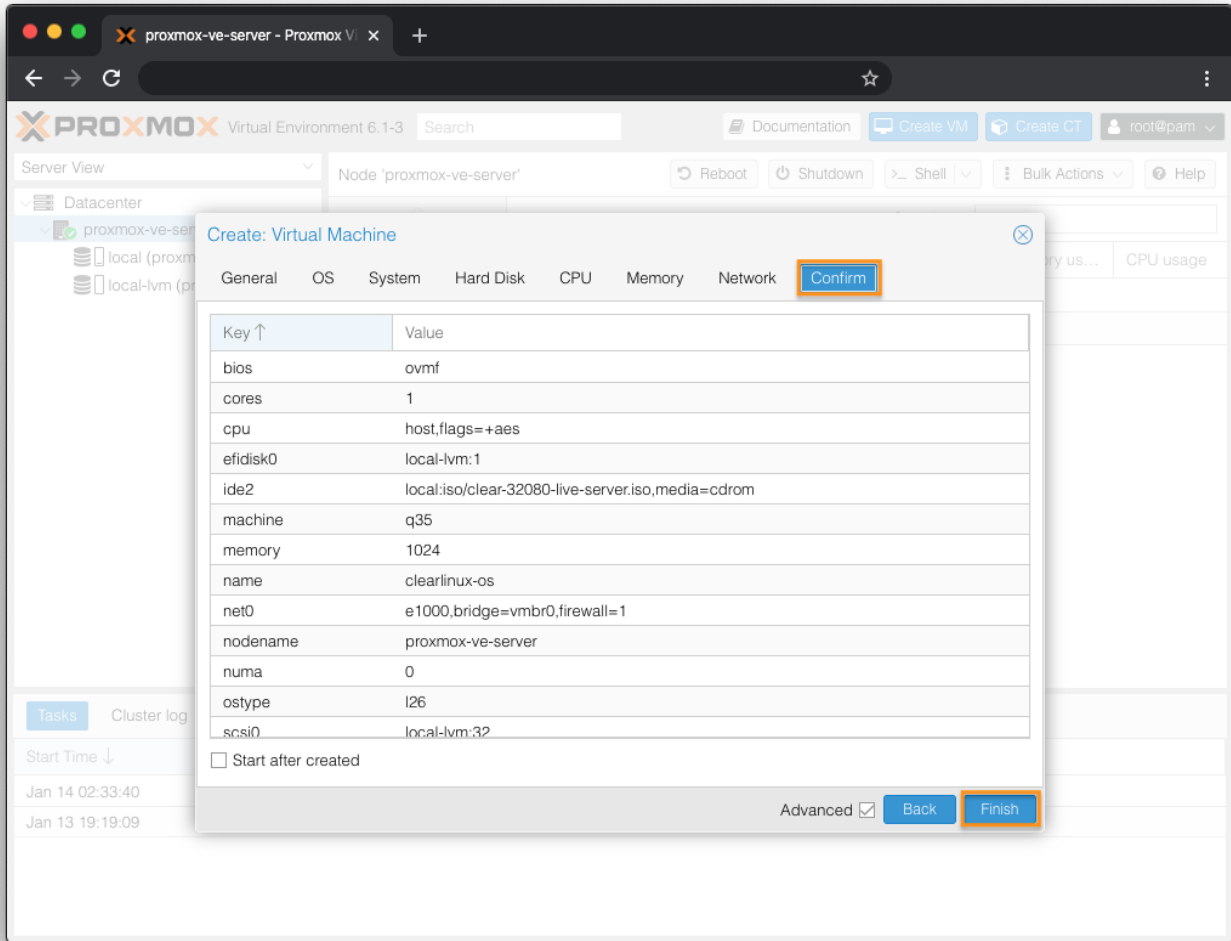 proxmox-ve-server - Proxmox Vi
PROXMOX Virtual Environment 6.1-3 Search Documentation Create VM Create CT root@pam
Server View
Node 'proxmox-ve-server' Reboot Shutdown >_ Shell Bulk Actions Help
Datacenter
proxmox-ve-ser
local (proxm
local-lvm (pr
ory us... CPU usage
Create: Virtual Machine
General OS System Hard Disk CPU Memory Network Confirm
Key Value
bios ovmf
cores 1
cpu host,flags=+aes
efidisk0 local-lvm:1
ide2 local:iso/clear-32080-live-server.iso,media=cdrom
machine q35
memory 1024
name clearlinux-os
net0 e1000,bridge=vmbr0,firewall=1
nodename proxmox-ve-server
numa 0
ostype l26
scsi0 local-lvm:32
Start after created
Advanced Back Finish
Tasks Cluster log
Start Time
Jan 14 02:33:40
Jan 13 19:19:09